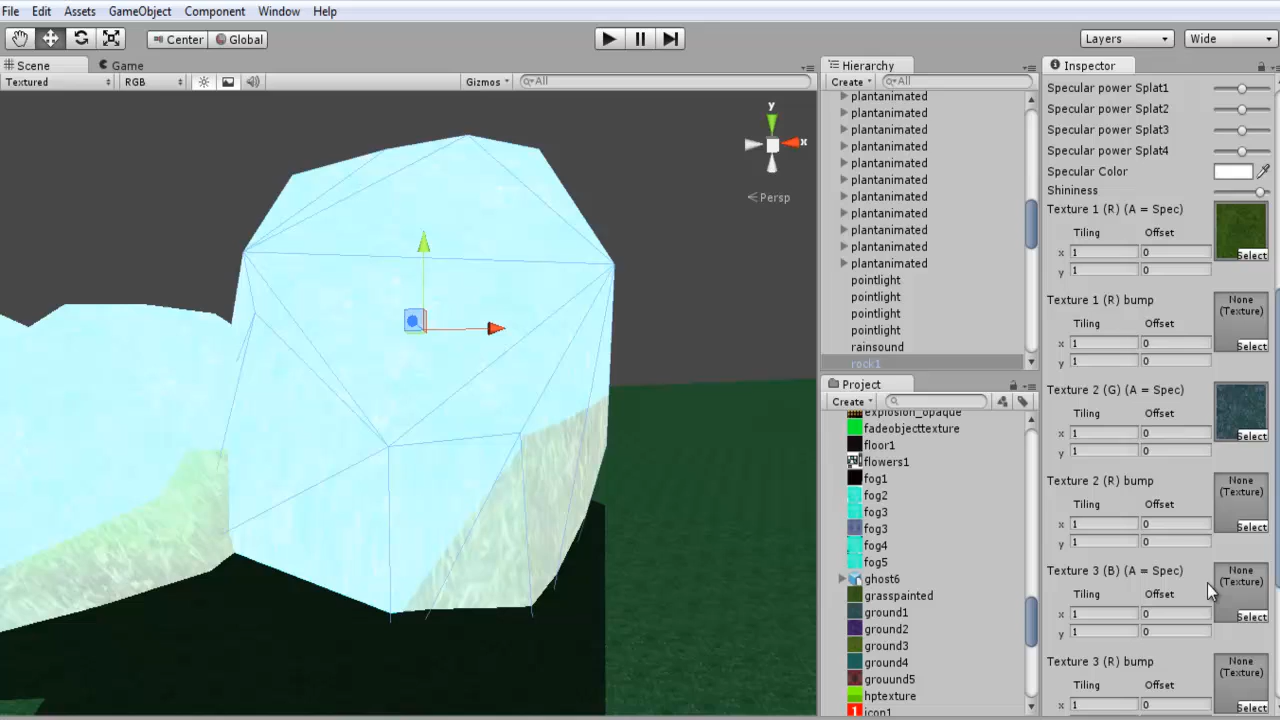 File Edit Assets GameObject Component Window Help
Center Global Layers Wide
Scene Game
Textured RGB Gizmos All
y
x
Persp
Hierarchy
Create All
plantanimated
plantanimated
plantanimated
plantanimated
plantanimated
plantanimated
plantanimated
plantanimated
plantanimated
plantanimated
plantanimated
pointlight
pointlight
pointlight
pointlight
rainsound
rock1
Project
Create
explosion_opaque
fadeobjecttexture
floor1
flowers1
fog1
fog2
fog3
fog3
fog4
fog5
ghost6
grasspainted
ground1
ground2
ground3
ground4
grouund5
hptexture
icon1
Inspector
Specular power Splat1
Specular power Splat2
Specular power Splat3
Specular power Splat4
Specular Color
Shininess
Texture 1 (R) (A = Spec)
Tiling Offset
x 1 0
y 1 0
Select
Texture 1 (R) bump
None (Texture)
Tiling Offset
x 1 0
y 1 0
Select
Texture 2 (G) (A = Spec)
Tiling Offset
x 1 0
y 1 0
Select
Texture 2 (R) bump
None (Texture)
Tiling Offset
x 1 0
y 1 0
Select
Texture 3 (B) (A = Spec)
None (Texture)
Tiling Offset
x 1 0
y 1 0
Select
Texture 3 (R) bump
None (Texture)
Tiling Offset
x 1 0
Select